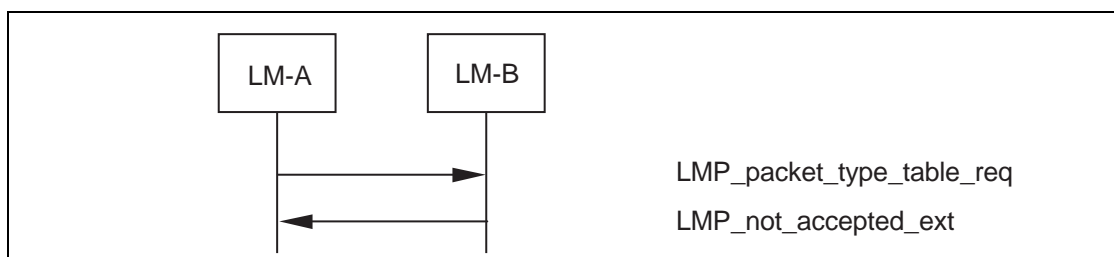 LM-A
LM-B
LMP_packet_type_table_req
LMP_not_accepted_ext